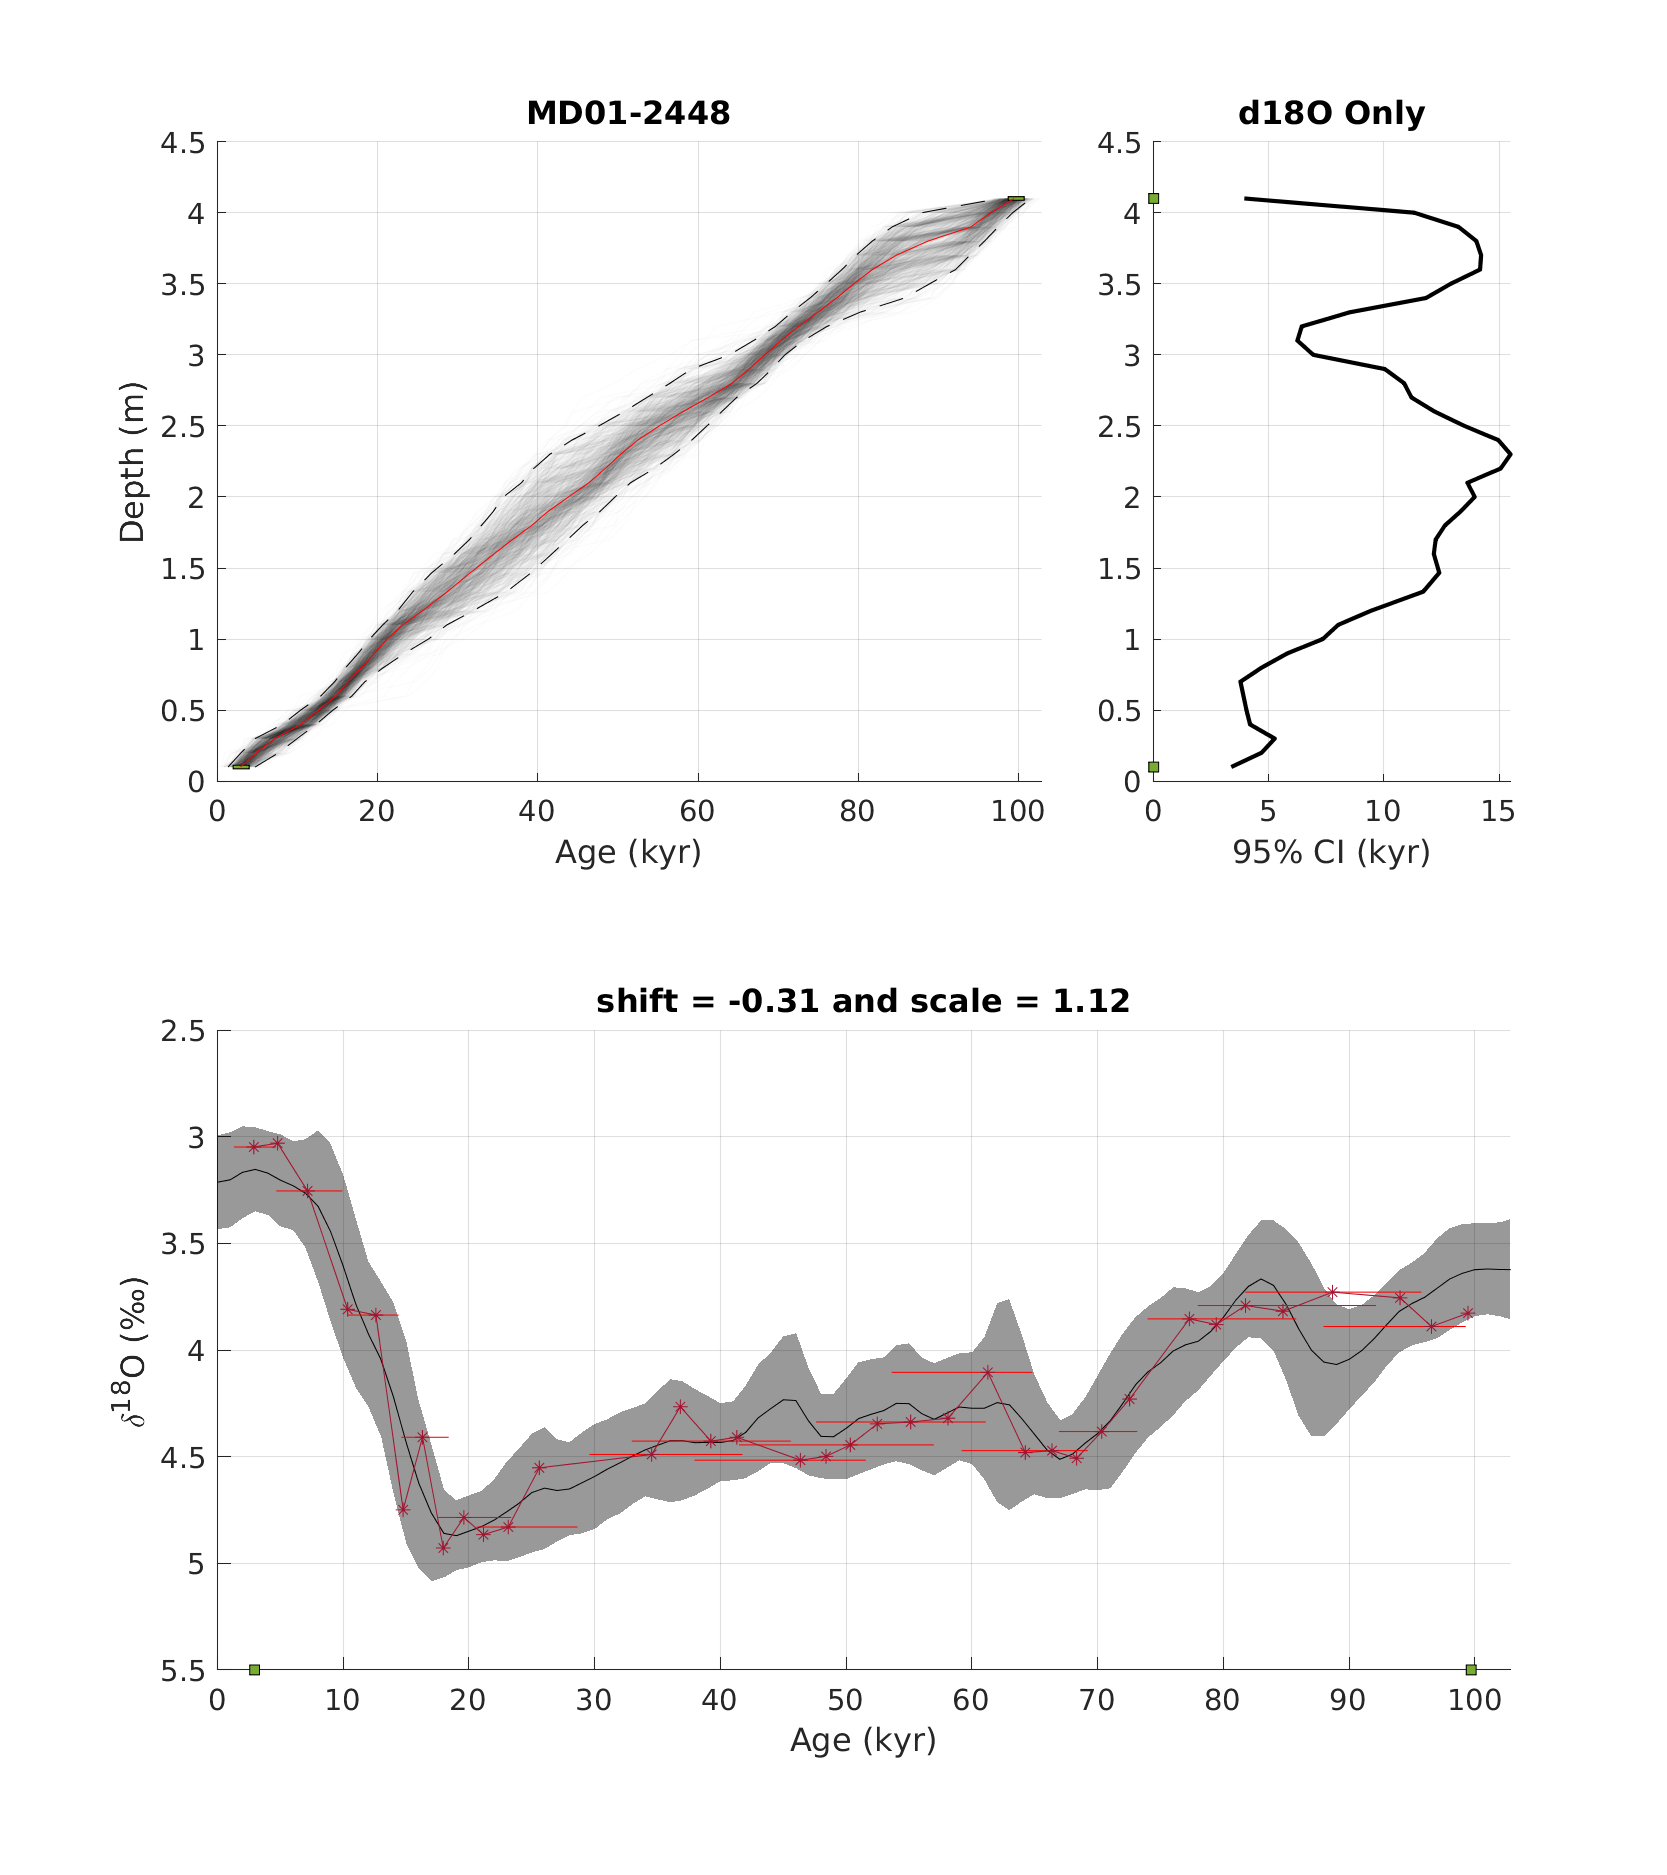 MD01-2448
d18O Only
4.5
4
3.5
3
2.5
2
1.5
1
0.5
0
Depth (m)
0 20 40 60 80 100
Age (kyr)
4.5
4
3.5
3
2.5
2
1.5
1
0.5
0
0 5 10 15
95% CI (kyr)
shift = -0.31 and scale = 1.12
2.5
3
3.5
4
4.5
5
5.5
δ18O (‰)
0 10 20 30 40 50 60 70 80 90 100
Age (kyr)